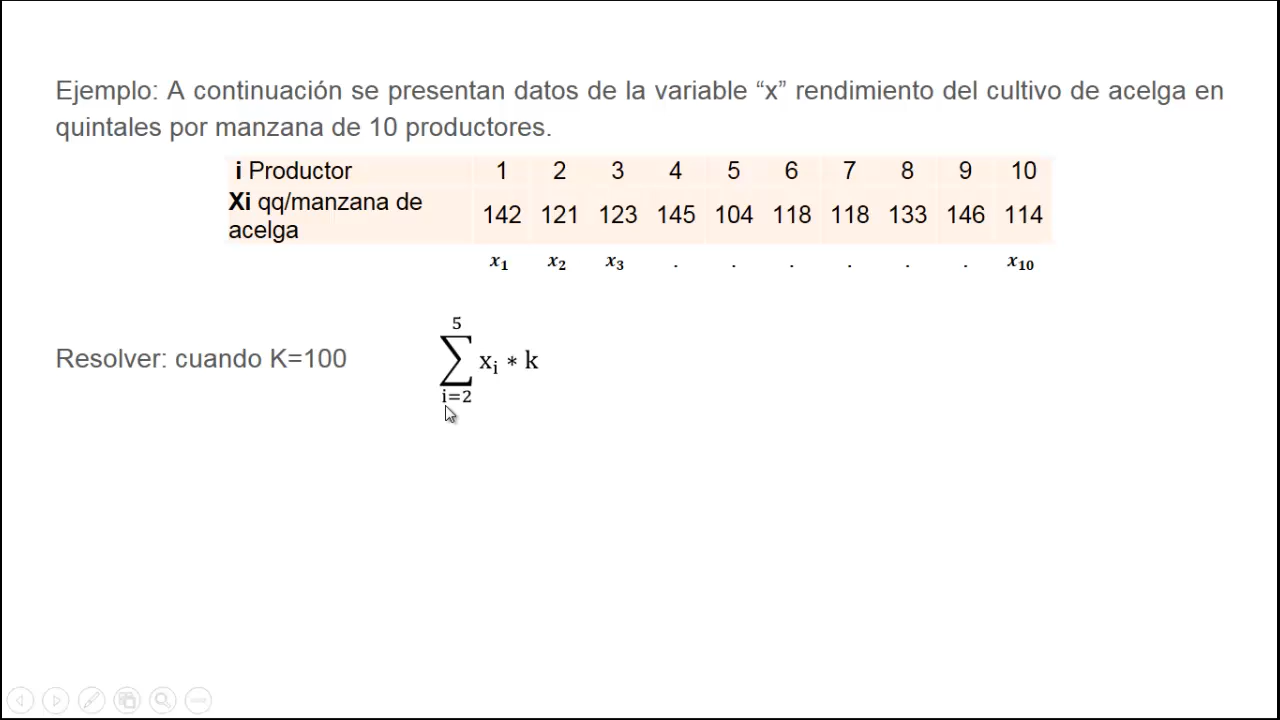 Ejemplo: A continuación se presentan datos de la variable “x” rendimiento del cultivo de acelga en
quintales por manzana de 10 productores.
i Productor 1 2 3 4 5 6 7 8 9 10
Xi qq/manzana de
acelga 142 121 123 145 104 118 118 133 146 114
x₁ x₂ x₃ . . . . . . x₁₀
5
Resolver: cuando K=100 ∑ xᵢ * k
i=2